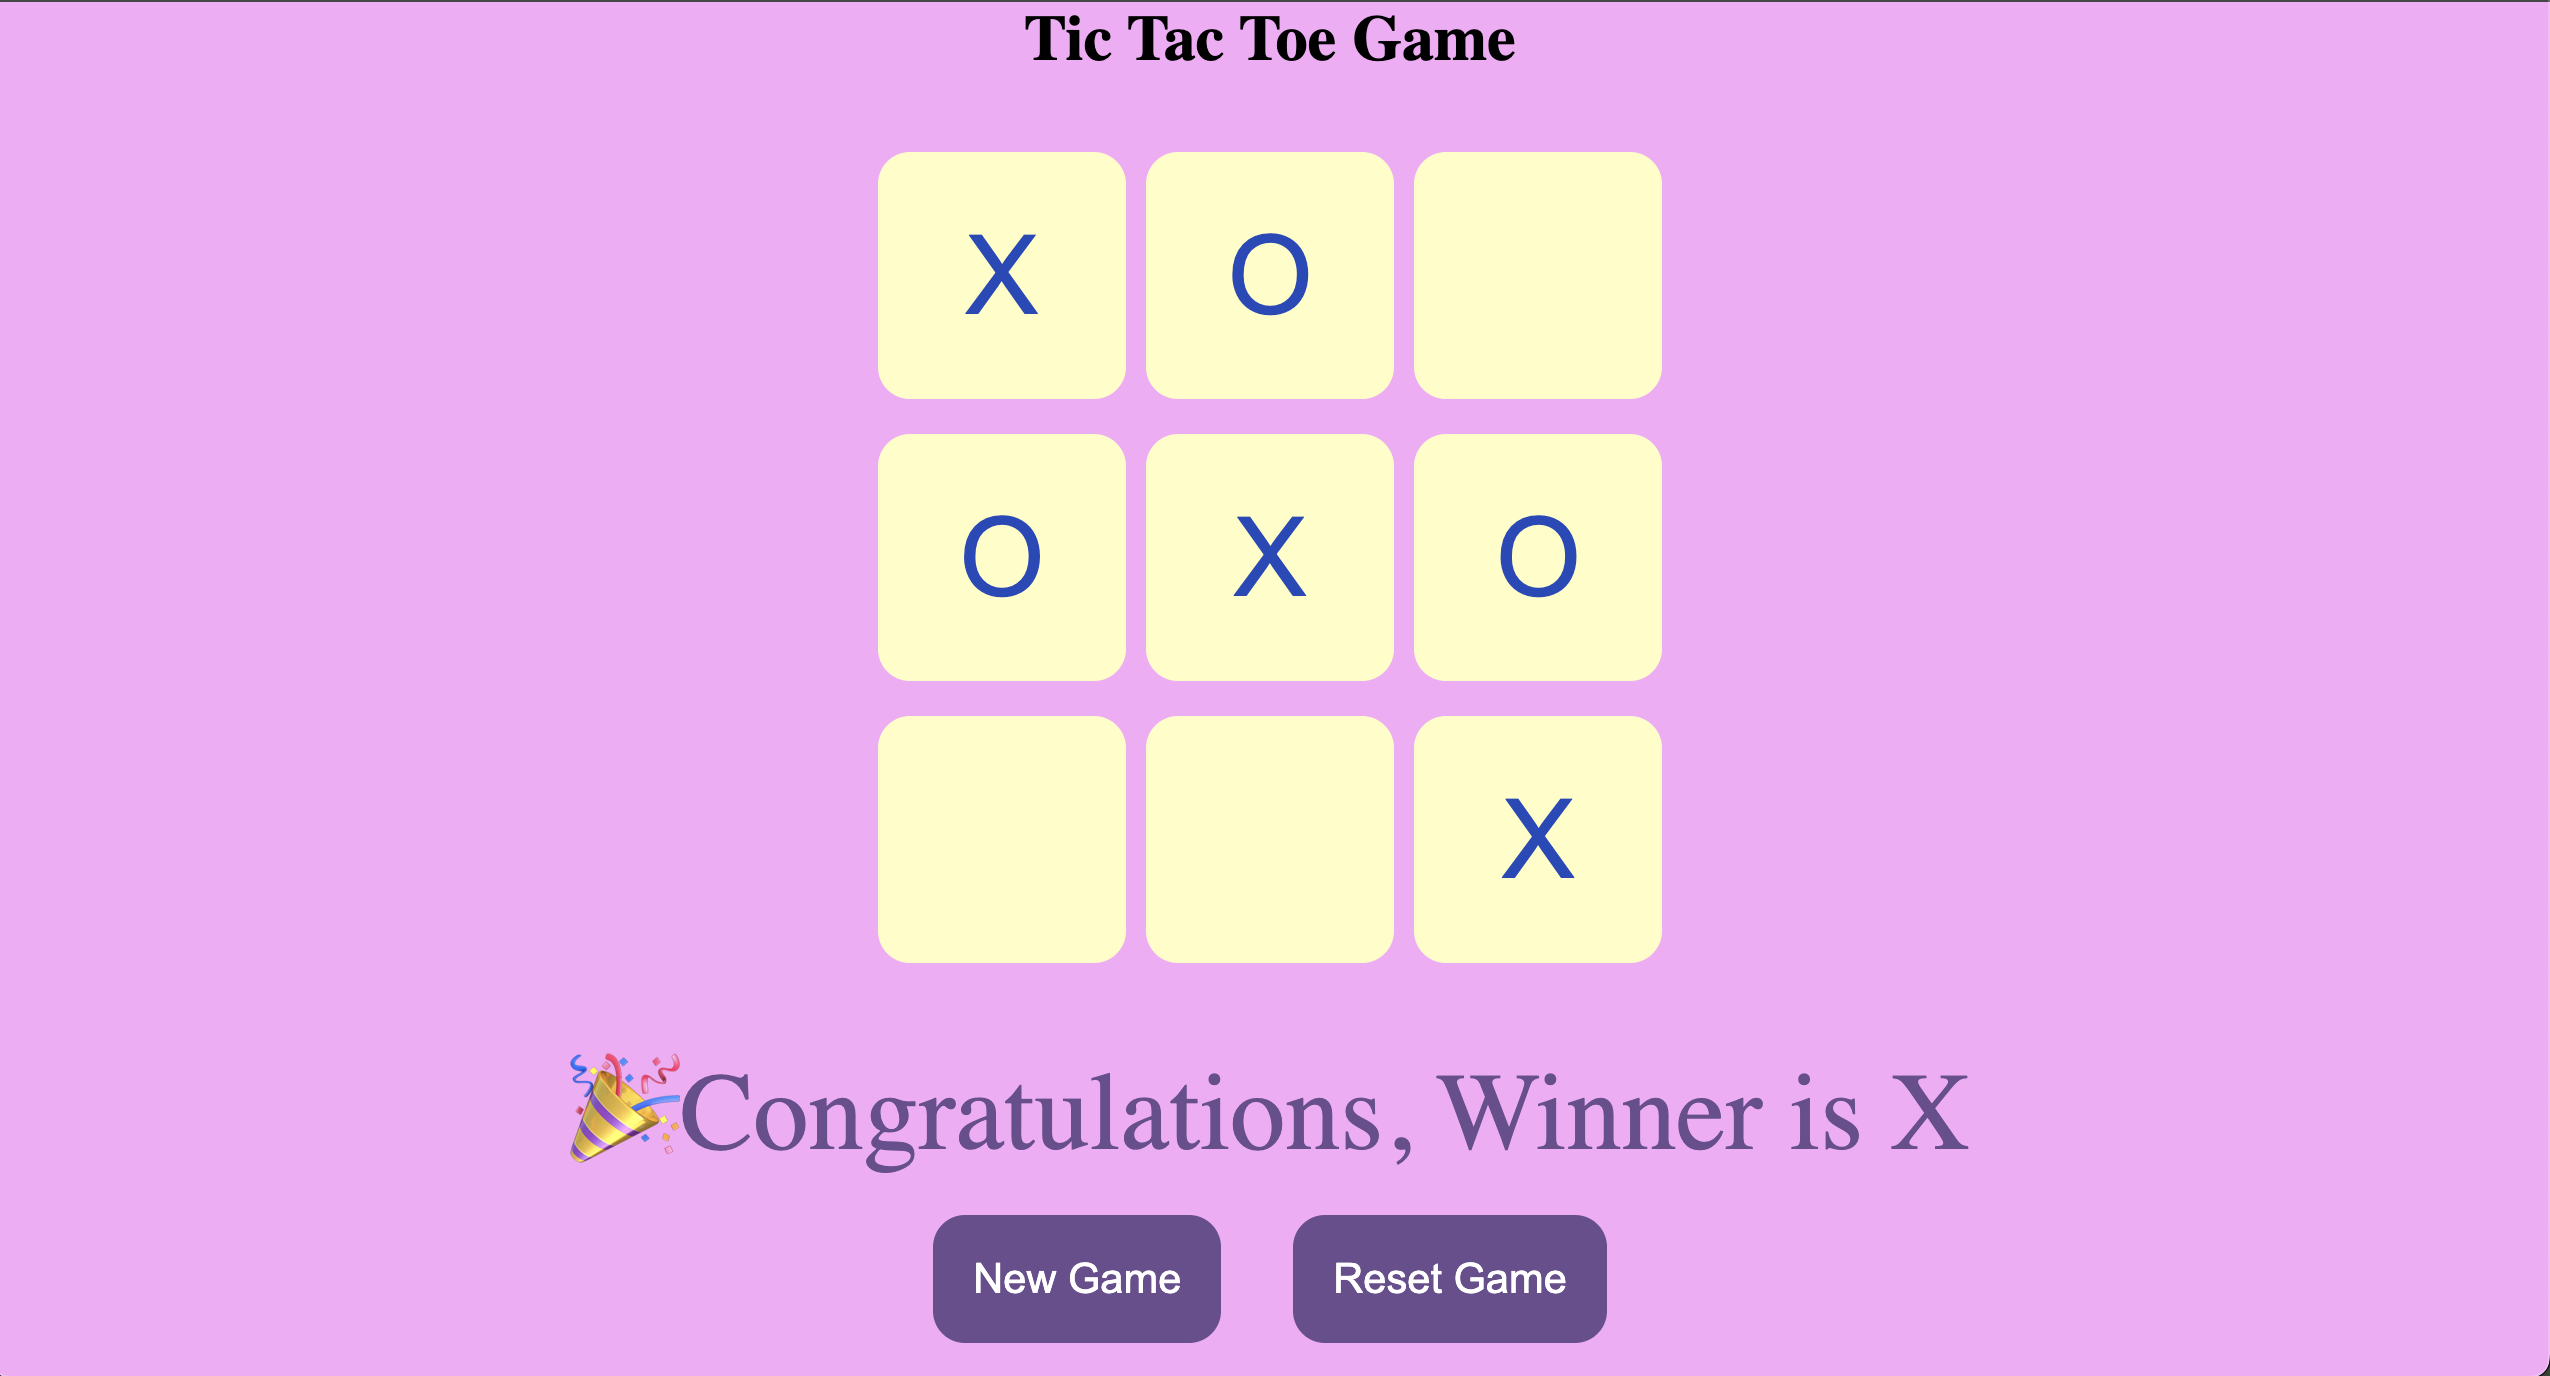 Tic Tac Toe Game
X O
O X O
X
🎉Congratulations, Winner is X
New Game Reset Game